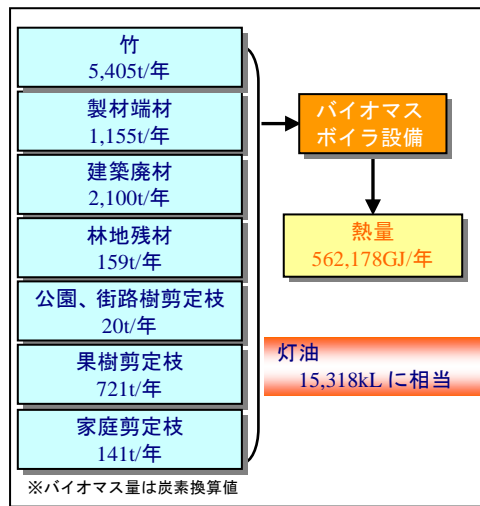 竹
5,405t/年
製材端材
1,155t/年
建築廃材
2,100t/年
林地残材
159t/年
公園、街路樹剪定枝
20t/年
果樹剪定枝
721t/年
家庭剪定枝
141t/年
※バイオマス量は炭素換算値
バイオマス
ボイラ設備
熱量
562,178GJ/年
灯油
15,318kL に相当